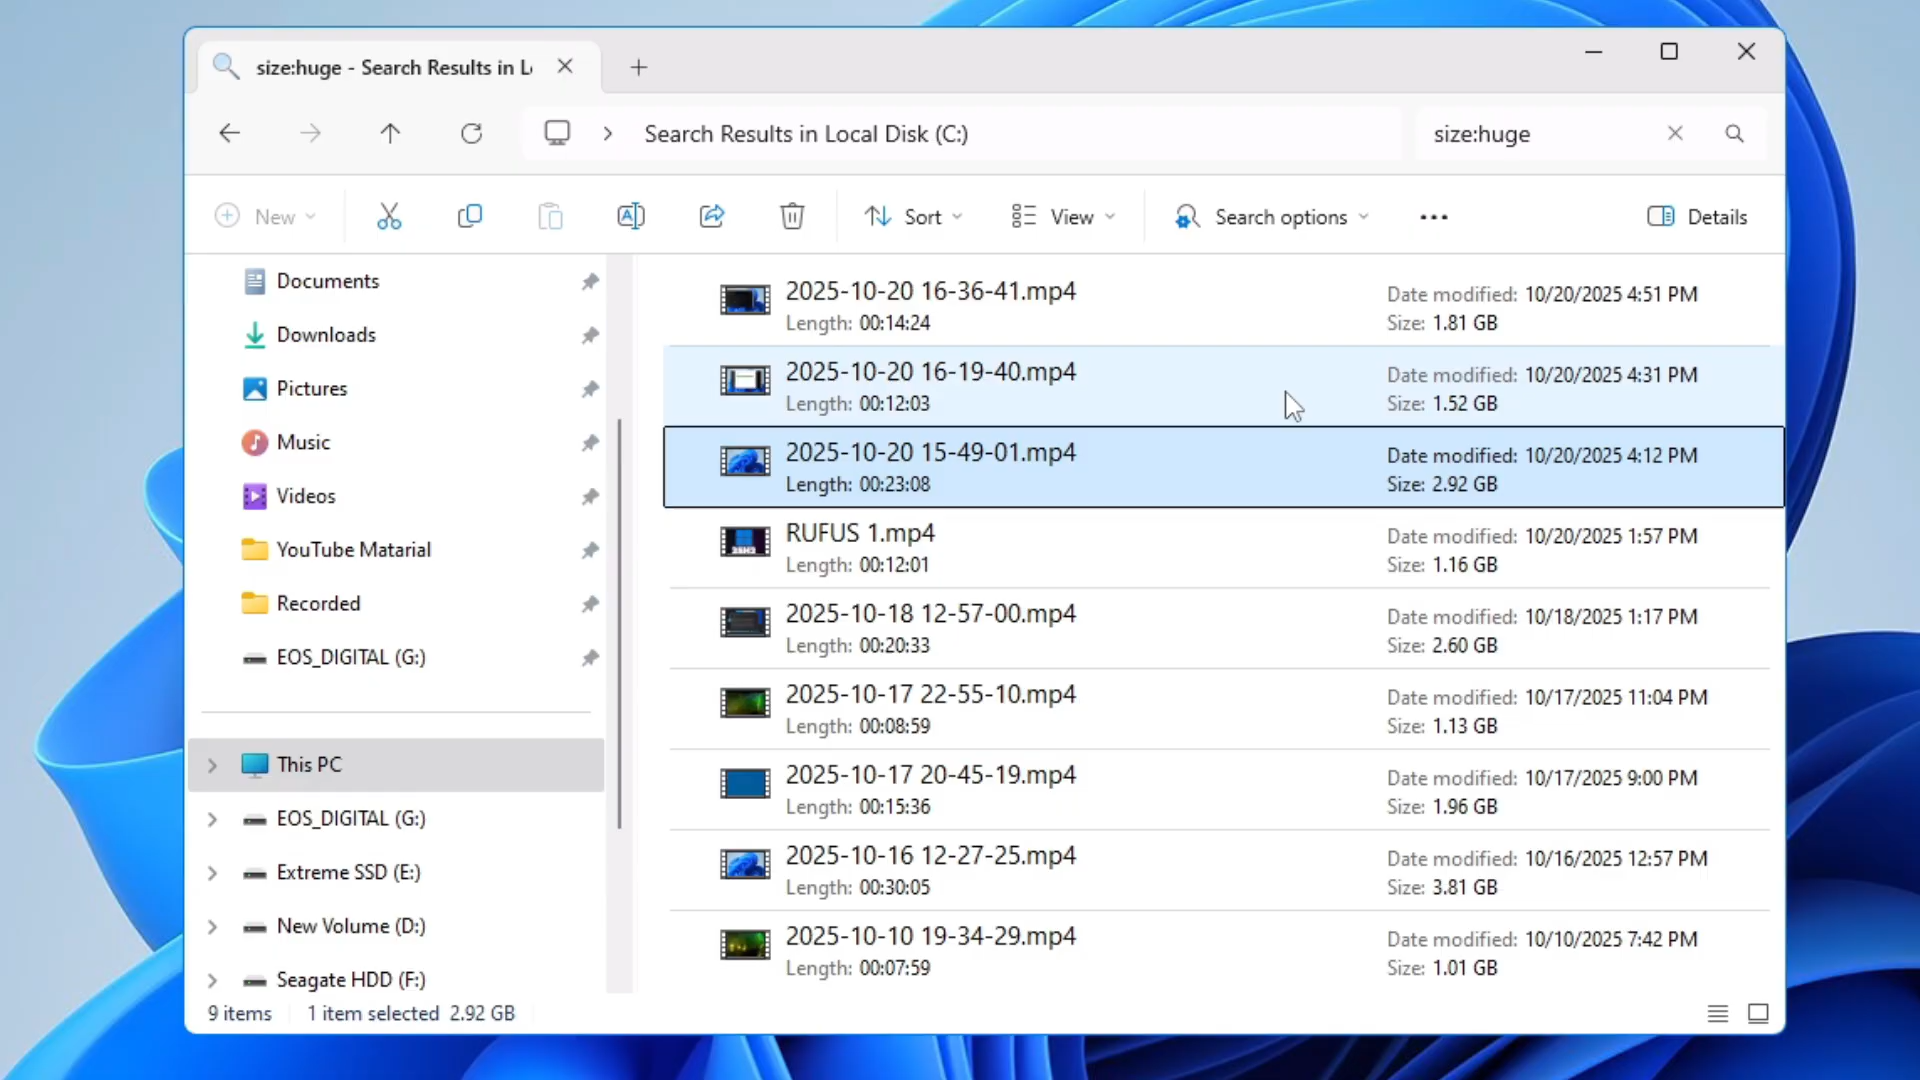 size:huge - Search Results in L
Search Results in Local Disk (C:)
size:huge
New
Sort
View
Search options
Details
Documents
Downloads
Pictures
Music
Videos
YouTube Matarial
Recorded
EOS_DIGITAL (G:)
This PC
EOS_DIGITAL (G:)
Extreme SSD (E:)
New Volume (D:)
Seagate HDD (F:)
2025-10-20 16-36-41.mp4
Length: 00:14:24
Date modified: 10/20/2025 4:51 PM
Size: 1.81 GB
2025-10-20 16-19-40.mp4
Length: 00:12:03
Date modified: 10/20/2025 4:31 PM
Size: 1.52 GB
2025-10-20 15-49-01.mp4
Length: 00:23:08
Date modified: 10/20/2025 4:12 PM
Size: 2.92 GB
RUFUS 1.mp4
Length: 00:12:01
Date modified: 10/20/2025 1:57 PM
Size: 1.16 GB
2025-10-18 12-57-00.mp4
Length: 00:20:33
Date modified: 10/18/2025 1:17 PM
Size: 2.60 GB
2025-10-17 22-55-10.mp4
Length: 00:08:59
Date modified: 10/17/2025 11:04 PM
Size: 1.13 GB
2025-10-17 20-45-19.mp4
Length: 00:15:36
Date modified: 10/17/2025 9:00 PM
Size: 1.96 GB
2025-10-16 12-27-25.mp4
Length: 00:30:05
Date modified: 10/16/2025 12:57 PM
Size: 3.81 GB
2025-10-10 19-34-29.mp4
Length: 00:07:59
Date modified: 10/10/2025 7:42 PM
Size: 1.01 GB
9 items
1 item selected 2.92 GB